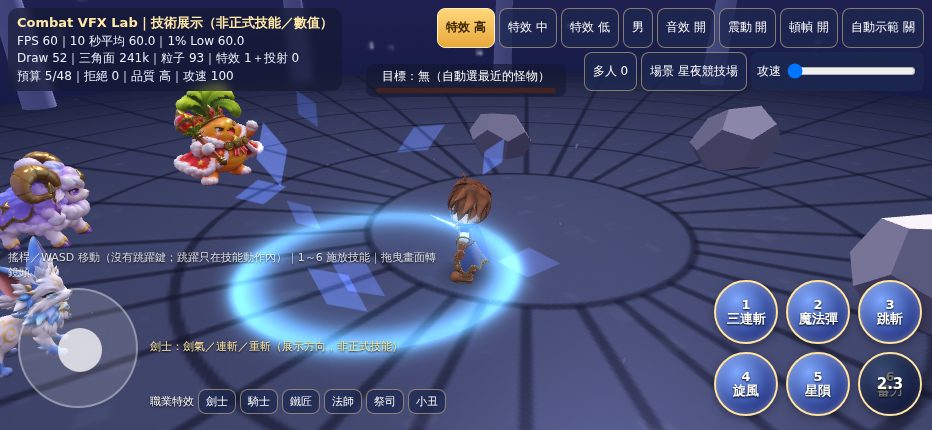 Combat VFX Lab｜技術展示（非正式技能／數值）
FPS 60｜10 秒平均 60.0｜1% Low 60.0
Draw 52｜三角面 241k｜粒子 93｜特效 1＋投射 0
預算 5/48｜拒絕 0｜品質 高｜攻速 100
特效 高
特效 中
特效 低
男
音效 開
震動 開
頓幀 開
自動示範 關
目標：無（自動選最近的怪物）
多人 0
場景 星夜競技場
攻速
搖桿／WASD 移動（沒有跳躍鍵；跳躍只在技能動作內）｜1~6 施放技能｜拖曳畫面轉
鏡頭
1
三連斬
2
魔法彈
3
跳斬
劍士：劍氣／連斬／重斬（展示方向，非正式技能）
4
旋風
5
星隕
2.3
職業特效
劍士
騎士
鐵匠
法師
祭司
小丑